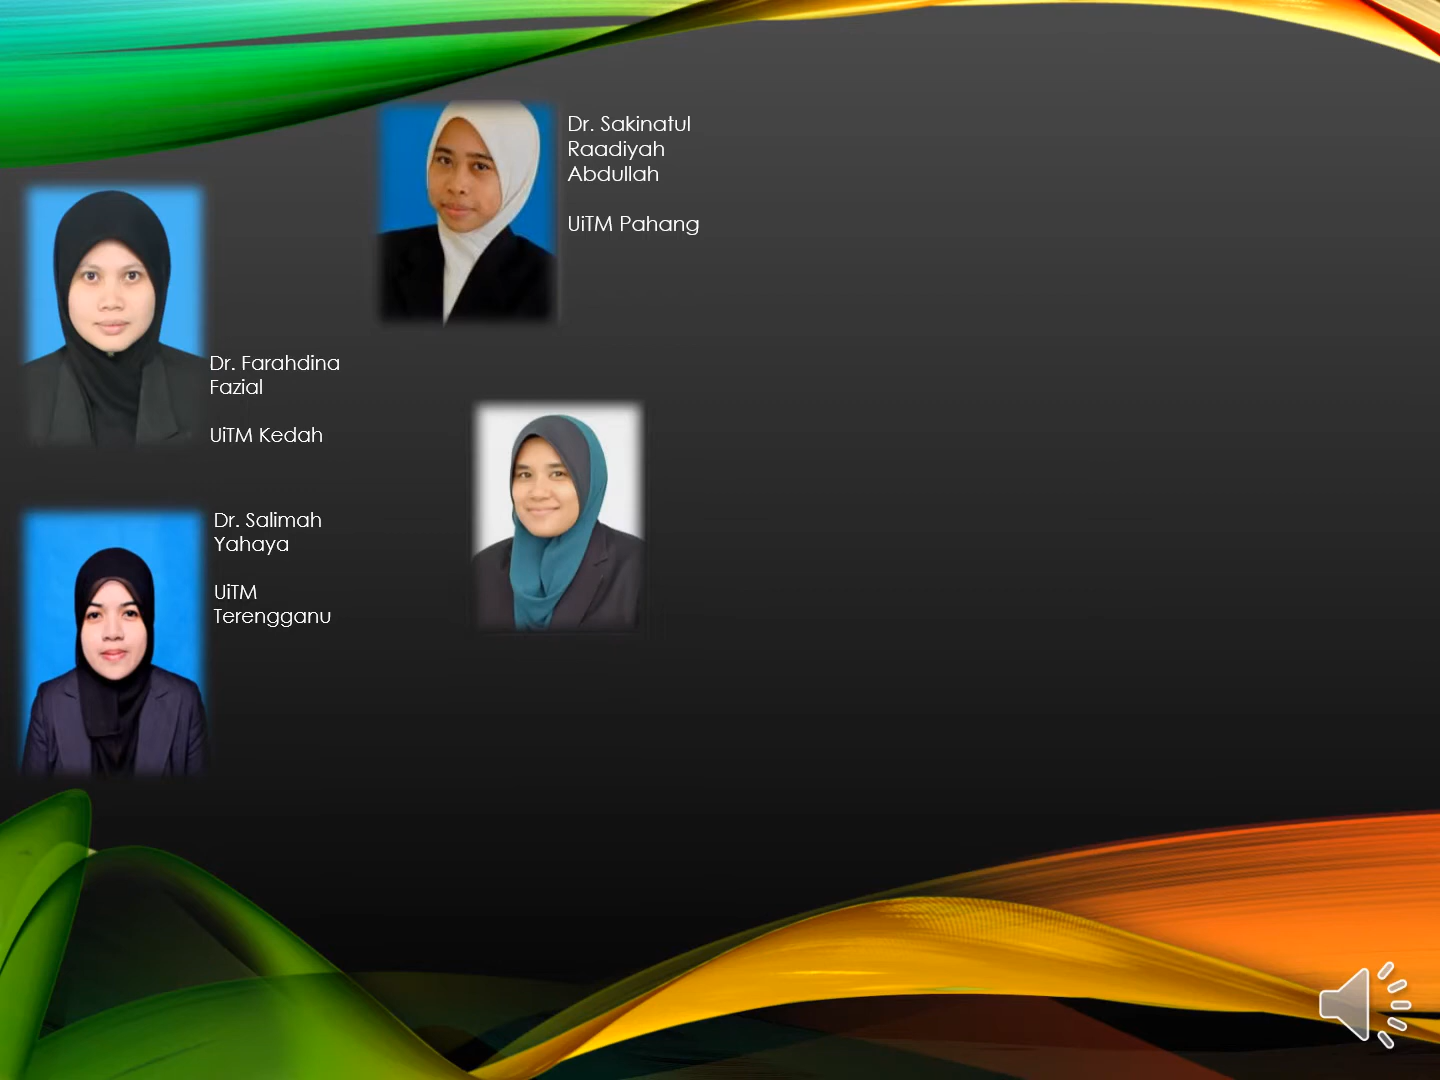 Dr. Sakinatul
Raadiyah
Abdullah
UiTM Pahang
Dr. Farahdina
Fazial
UiTM Kedah
Dr. Salimah
Yahaya
UiTM
Terengganu